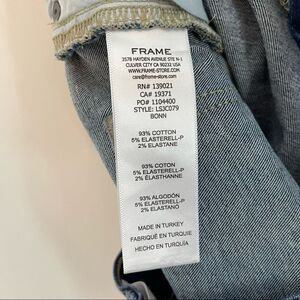 FRAME
3578 HAYDEN AVENUE STE N-1
CULVER CITY CA 90232 USA
WWW.FRAME-STORE.COM
care@frame-store.com
RN# 139021
CA# 19371
PO# 1104400
STYLE: LSJC079
BONN
93% COTTON
5% ELASTERELL-P
2% ELASTANE
93% COTON
5% ELASTERELL-P
2% ÉLASTHANNE
93% ALGODÓN
5% ELASTERELL-P
2% ELASTANO
MADE IN TURKEY
FABRIQUÉ EN TURQUIE
HECHO EN TURQUÍA